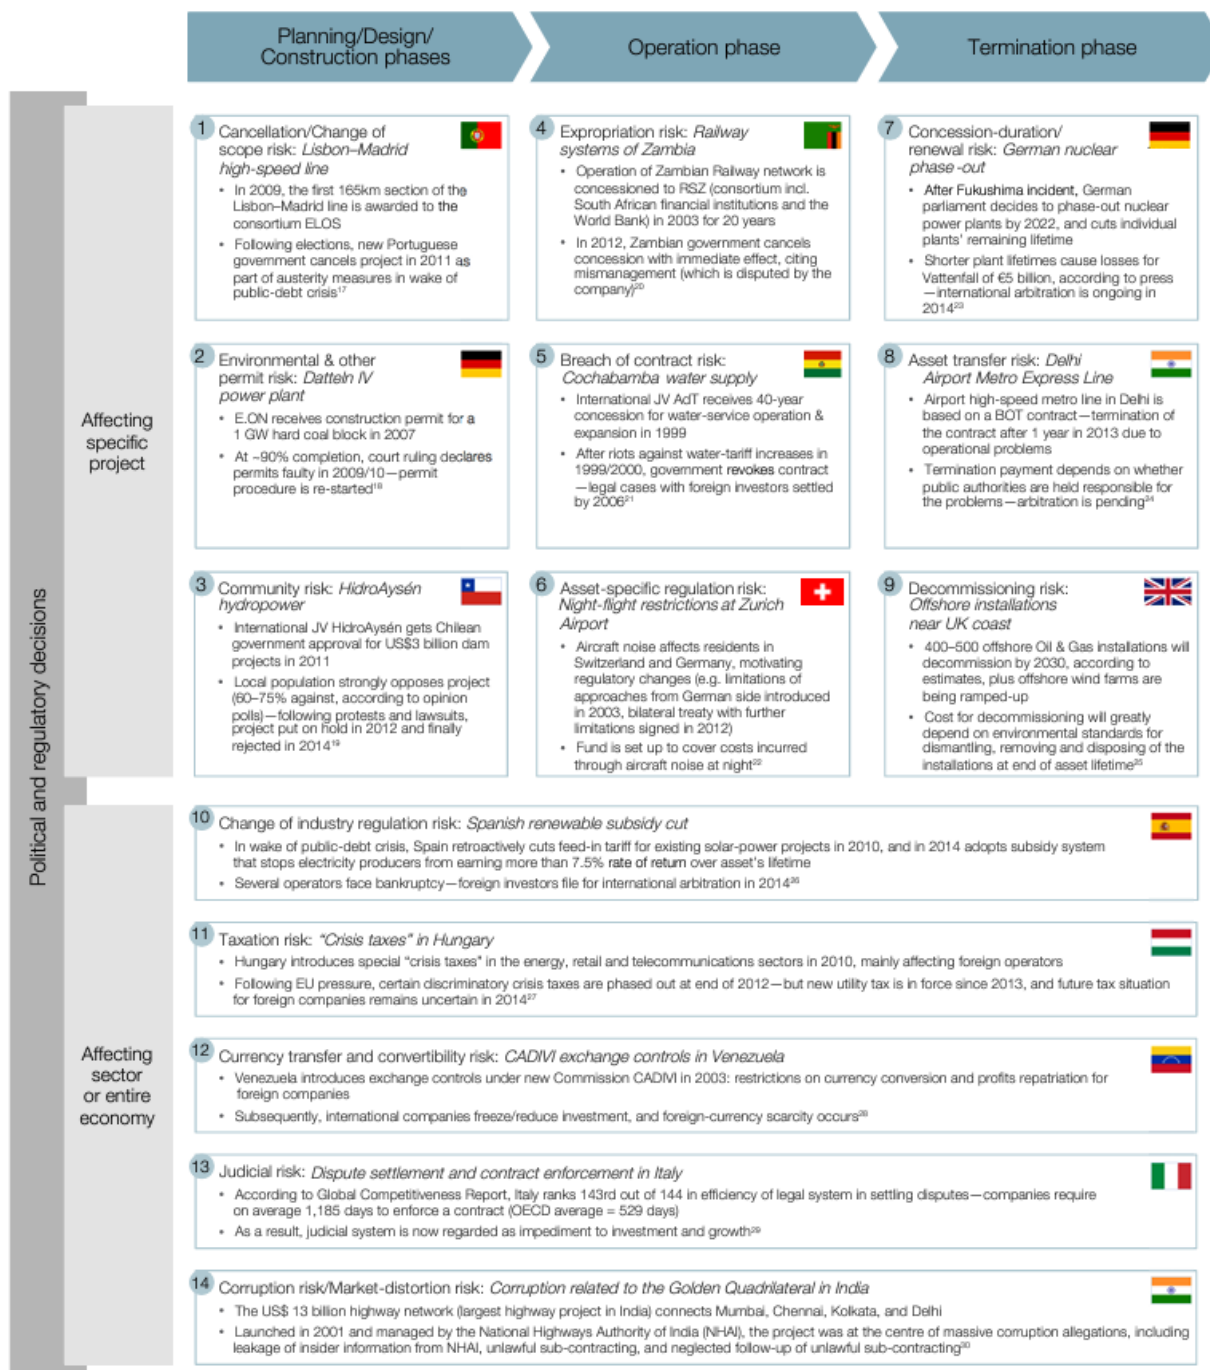 Planning/Design/
Construction phases
Operation phase
Termination phase
Political and regulatory decisions
Affecting
specific
project
1
Cancellation/Change of
scope risk: Lisbon–Madrid
high-speed line
• In 2009, the first 165km section of the
Lisbon–Madrid line is awarded to the
consortium ELOS
• Following elections, new Portuguese
government cancels project in 2011 as
part of austerity measures in wake of
public-debt crisis17
4
Expropriation risk: Railway
systems of Zambia
• Operation of Zambian Railway network is
concessioned to RSZ (consortium incl.
South African financial institutions and the
World Bank) in 2003 for 20 years
• In 2012, Zambian government cancels
concession with immediate effect, citing
mismanagement (which is disputed by the
company)20
7
Concession-duration/
renewal risk: German nuclear
phase-out
• After Fukushima incident, German
parliament decides to phase-out nuclear
power plants by 2022, and cuts individual
plants' remaining lifetime
• Shorter plant lifetimes cause losses for
Vattenfall of €5 billion, according to press
—international arbitration is ongoing in
201423
2
Environmental & other
permit risk: Datteln IV
power plant
• E.ON receives construction permit for a
1 GW hard coal block in 2007
• At ~90% completion, court ruling declares
permits faulty in 2009/10—permit
procedure is re-started18
5
Breach of contract risk:
Cochabamba water supply
• International JV AdT receives 40-year
concession for water-service operation &
expansion in 1999
• After riots against water-tariff increases in
1999/2000, government revokes contract
—legal cases with foreign investors settled
by 200621
8
Asset transfer risk: Delhi
Airport Metro Express Line
• Airport high-speed metro line in Delhi is
based on a BOT contract—termination of
the contract after 1 year in 2013 due to
operational problems
• Termination payment depends on whether
public authorities are held responsible for
the problems—arbitration is pending24
3
Community risk: HidroAysén
hydropower
• International JV HidroAysén gets Chilean
government approval for US$3 billion dam
projects in 2011
• Local population strongly opposes project
(60–75% against, according to opinion
polls)—following protests and lawsuits,
project put on hold in 2012 and finally
rejected in 201419
6
Asset-specific regulation risk:
Night-flight restrictions at Zurich
Airport
• Aircraft noise affects residents in
Switzerland and Germany, motivating
regulatory changes (e.g. limitations of
approaches from German side introduced
in 2003, bilateral treaty with further
limitations signed in 2012)
• Fund is set up to cover costs incurred
through aircraft noise at night22
9
Decommissioning risk:
Offshore installations
near UK coast
• 400–500 offshore Oil & Gas installations will
decommission by 2030, according to
estimates, plus offshore wind farms are
being ramped-up
• Cost for decommissioning will greatly
depend on environmental standards for
dismantling, removing and disposing of the
installations at end of asset lifetime25
Affecting
sector
or entire
economy
10
Change of industry regulation risk: Spanish renewable subsidy cut
• In wake of public-debt crisis, Spain retroactively cuts feed-in tariff for existing solar-power projects in 2010, and in 2014 adopts subsidy system
that stops electricity producers from earning more than 7.5% rate of return over asset's lifetime
• Several operators face bankruptcy—foreign investors file for international arbitration in 201426
11
Taxation risk: "Crisis taxes" in Hungary
• Hungary introduces special "crisis taxes" in the energy, retail and telecommunications sectors in 2010, mainly affecting foreign operators
• Following EU pressure, certain discriminatory crisis taxes are phased out at end of 2012—but new utility tax is in force since 2013, and future tax situation
for foreign companies remains uncertain in 201427
12
Currency transfer and convertibility risk: CADIVI exchange controls in Venezuela
• Venezuela introduces exchange controls under new Commission CADIVI in 2003: restrictions on currency conversion and profits repatriation for
foreign companies
• Subsequently, international companies freeze/reduce investment, and foreign-currency scarcity occurs28
13
Judicial risk: Dispute settlement and contract enforcement in Italy
• According to Global Competitiveness Report, Italy ranks 143rd out of 144 in efficiency of legal system in settling disputes—companies require
on average 1,185 days to enforce a contract (OECD average = 529 days)
• As a result, judicial system is now regarded as impediment to investment and growth29
14
Corruption risk/Market-distortion risk: Corruption related to the Golden Quadrilateral in India
• The US$ 13 billion highway network (largest highway project in India) connects Mumbai, Chennai, Kolkata, and Delhi
• Launched in 2001 and managed by the National Highways Authority of India (NHAI), the project was at the centre of massive corruption allegations, including
leakage of insider information from NHAI, unlawful sub-contracting, and neglected follow-up of unlawful sub-contracting30